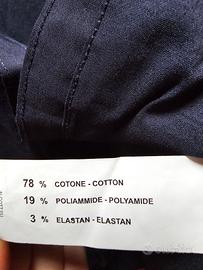 78 % COTONE - COTTON
19 % POLIAMMIDE - POLYAMIDE
3 % ELASTAN - ELASTAN